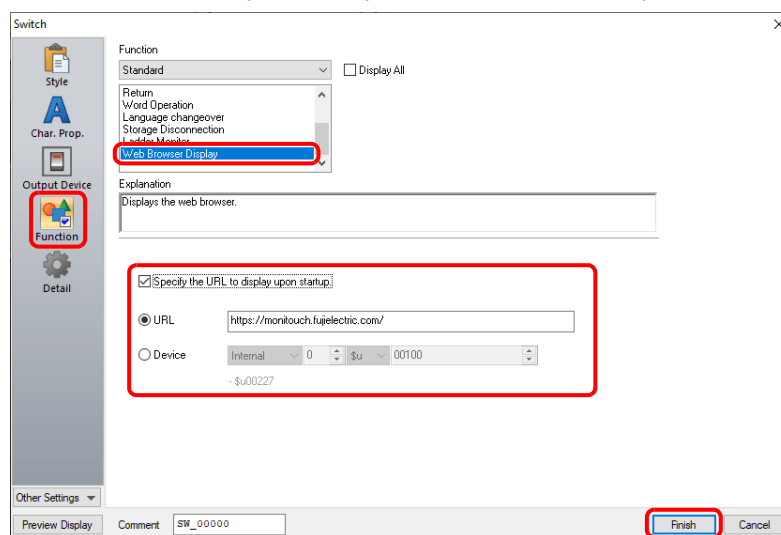 Switch
Style
Char. Prop.
Output Device
Function
Detail
Other Settings
Preview Display
Function
Standard
Display All
Return
Word Operation
Language changeover
Storage Disconnection
Ladder Monitor
Web Browser Display
Explanation
Displays the web browser.
Specify the URL to display upon startup.
URL
https://monitouch.fujielectric.com/
Device
Internal 0 $u 00100
- $u00227
Comment SW_00000
Finish
Cancel